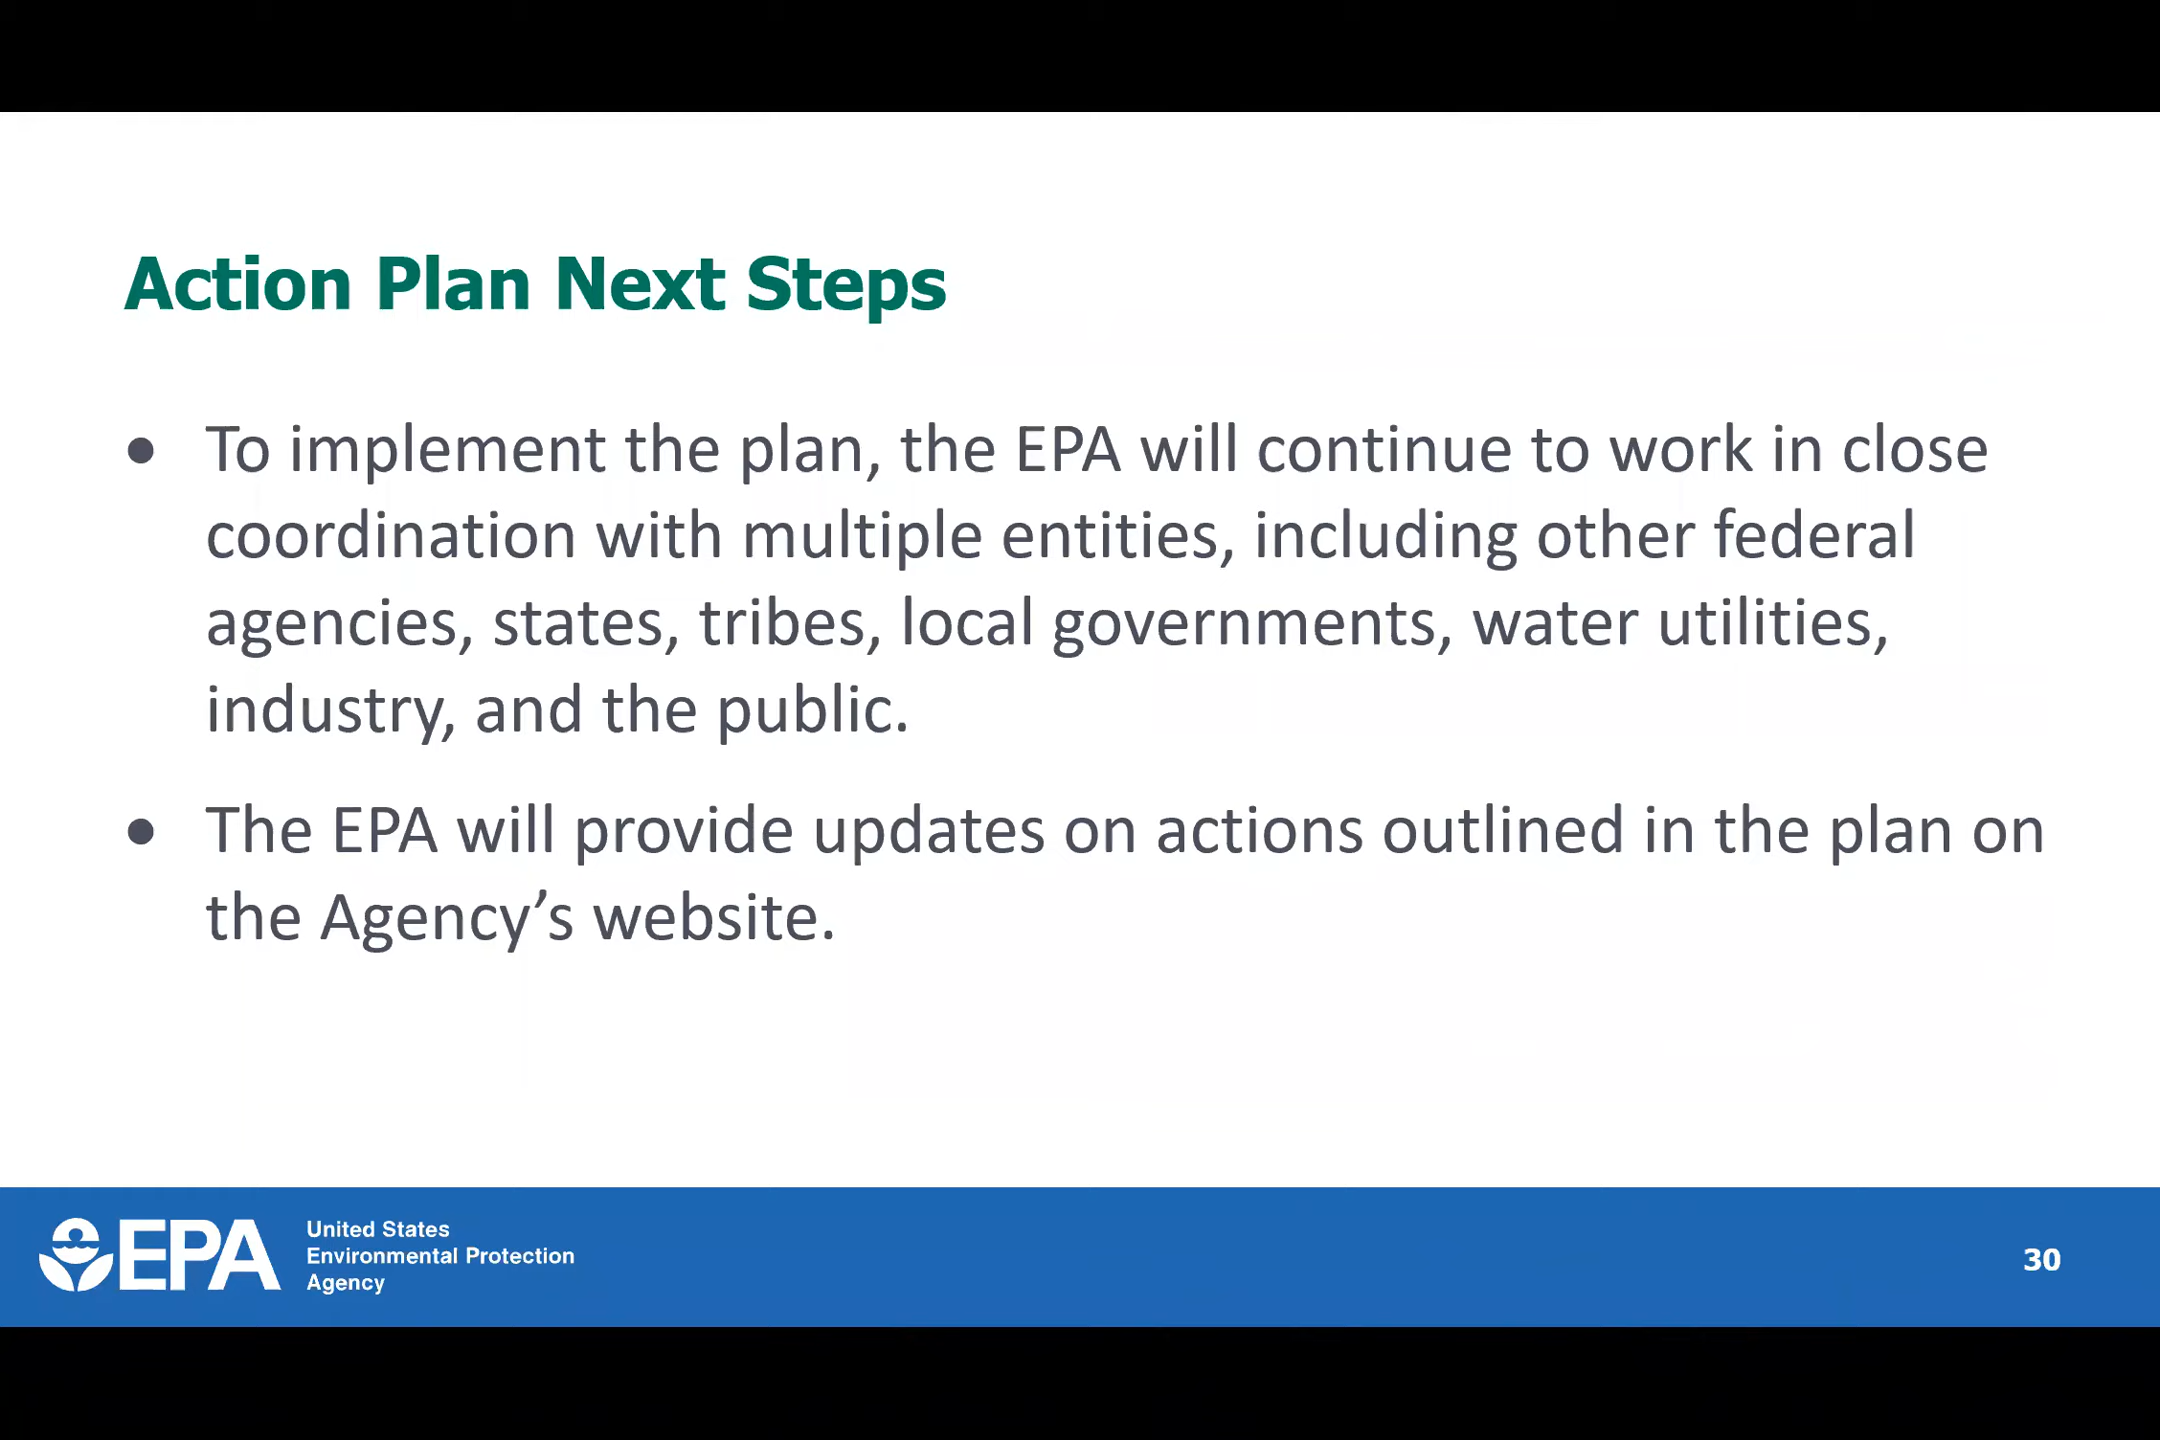 Action Plan Next Steps
• To implement the plan, the EPA will continue to work in close
coordination with multiple entities, including other federal
agencies, states, tribes, local governments, water utilities,
industry, and the public.
• The EPA will provide updates on actions outlined in the plan on
the Agency’s website.
EPA
United States
Environmental Protection
Agency
30